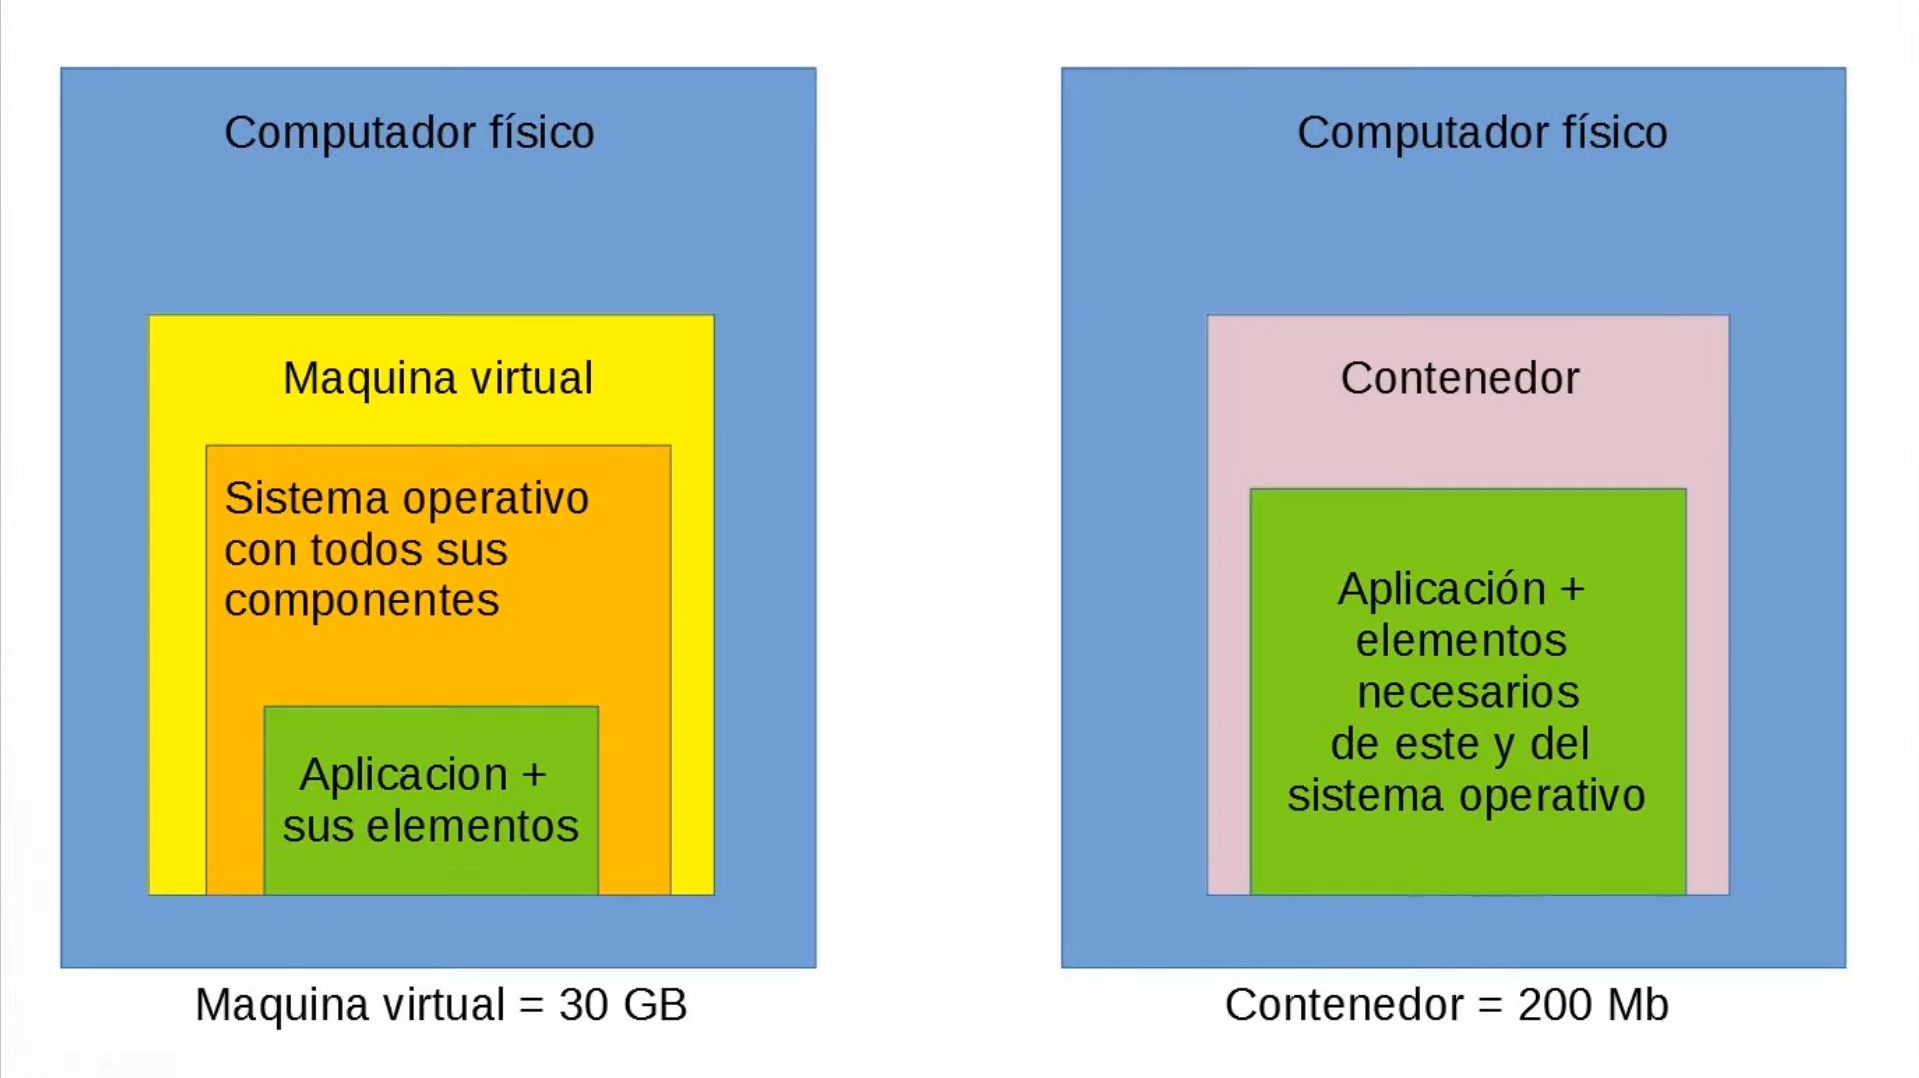 Computador físico
Maquina virtual
Sistema operativo
con todos sus
componentes
Aplicacion +
sus elementos
Maquina virtual = 30 GB
Computador físico
Contenedor
Aplicación +
elementos
necesarios
de este y del
sistema operativo
Contenedor = 200 Mb